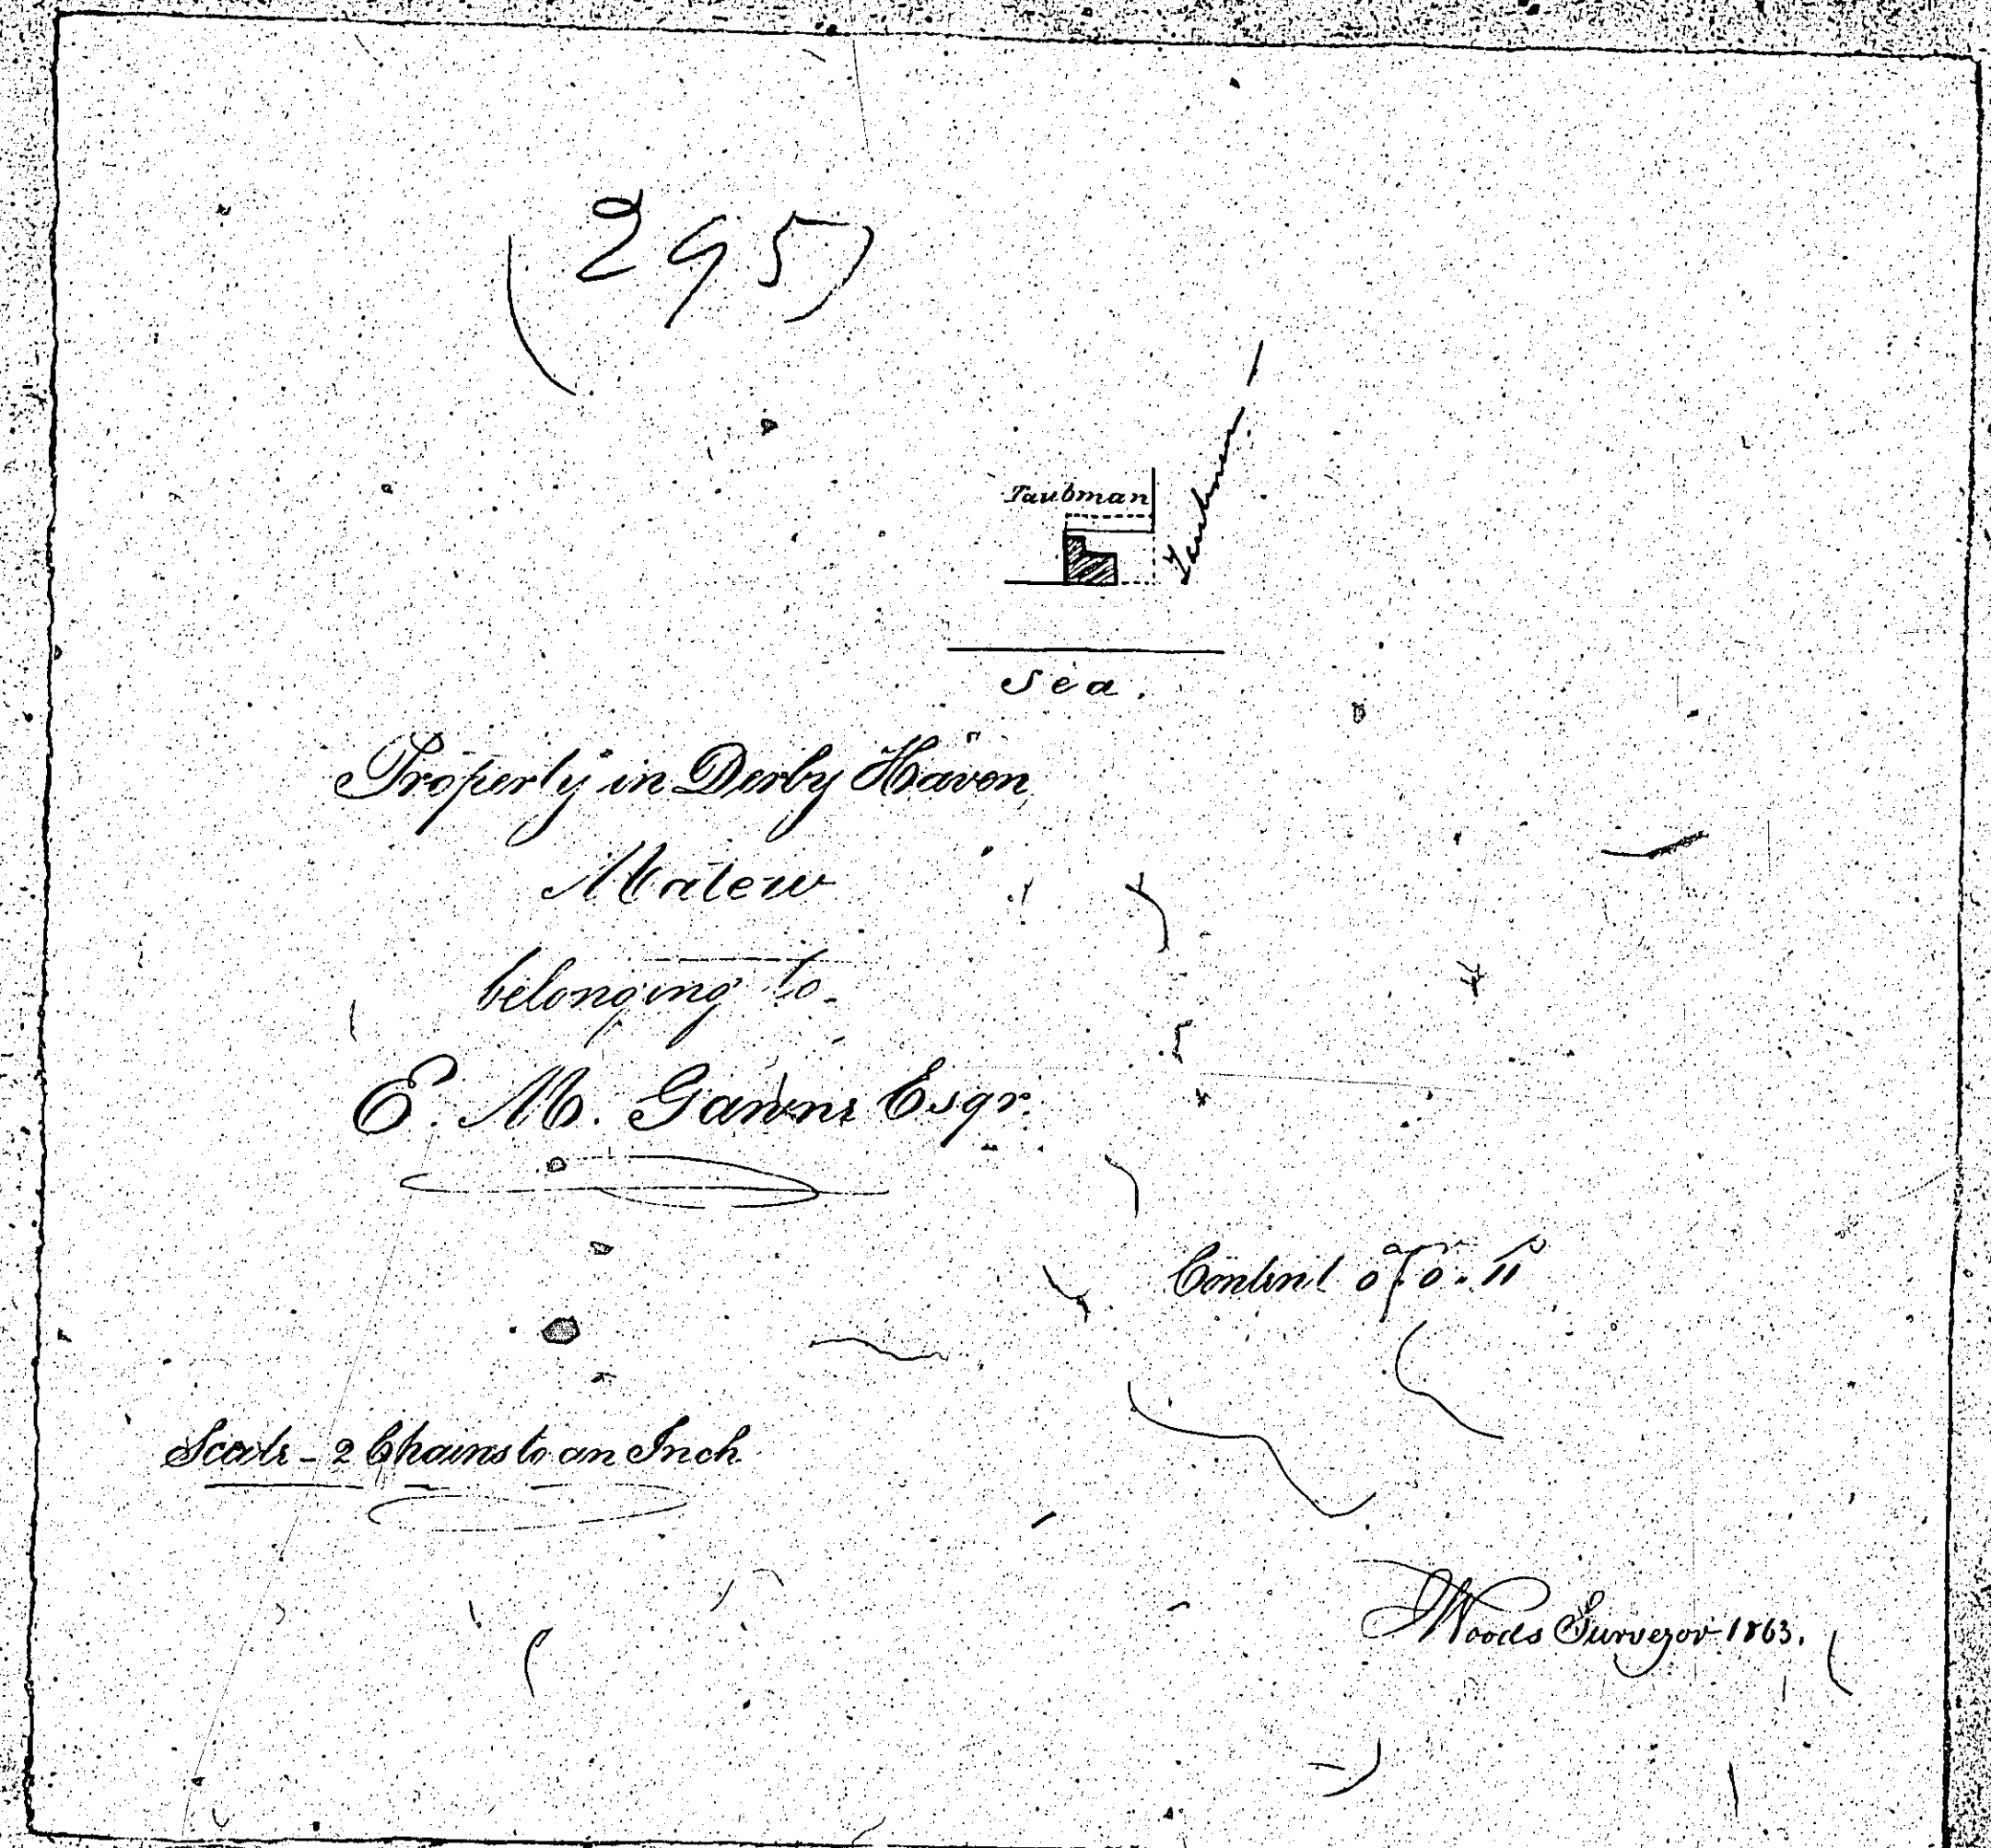 (295)
Taubman
Taubman
Sea.
Property in Derby Haven
Malew
belonging to
E. M. Gawne Esqr.
a r p
Content 0. 0. 11
Scale - 2 Chains to an Inch
J Woods Surveyor 1863.